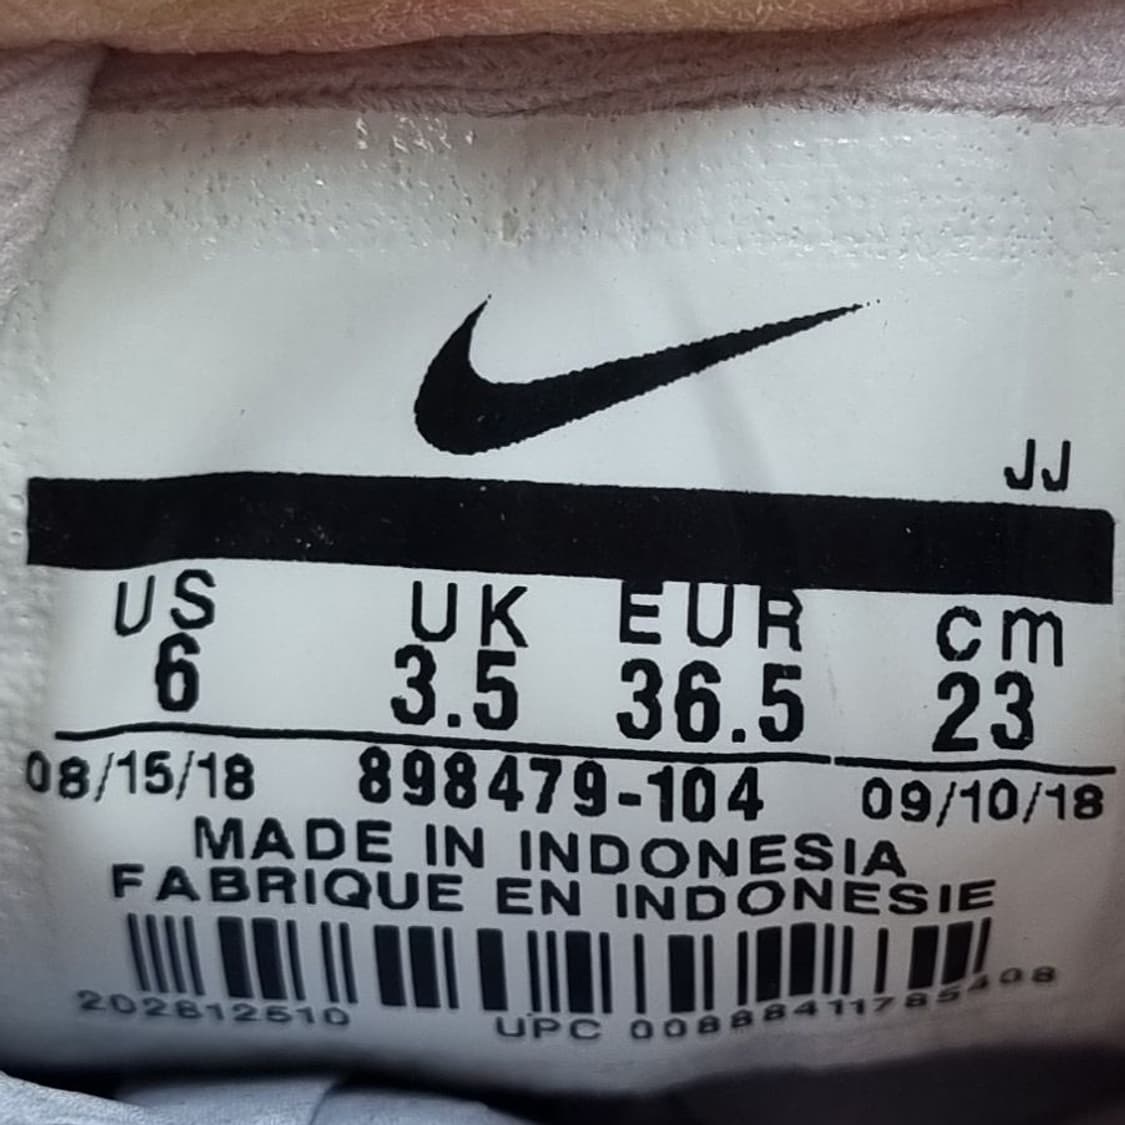 JJ
US UK EUR cm
6 3.5 36.5 23
08/15/18 898479-104 09/10/18
MADE IN INDONESIA
FABRIQUE EN INDONESIE
202812510 UPC